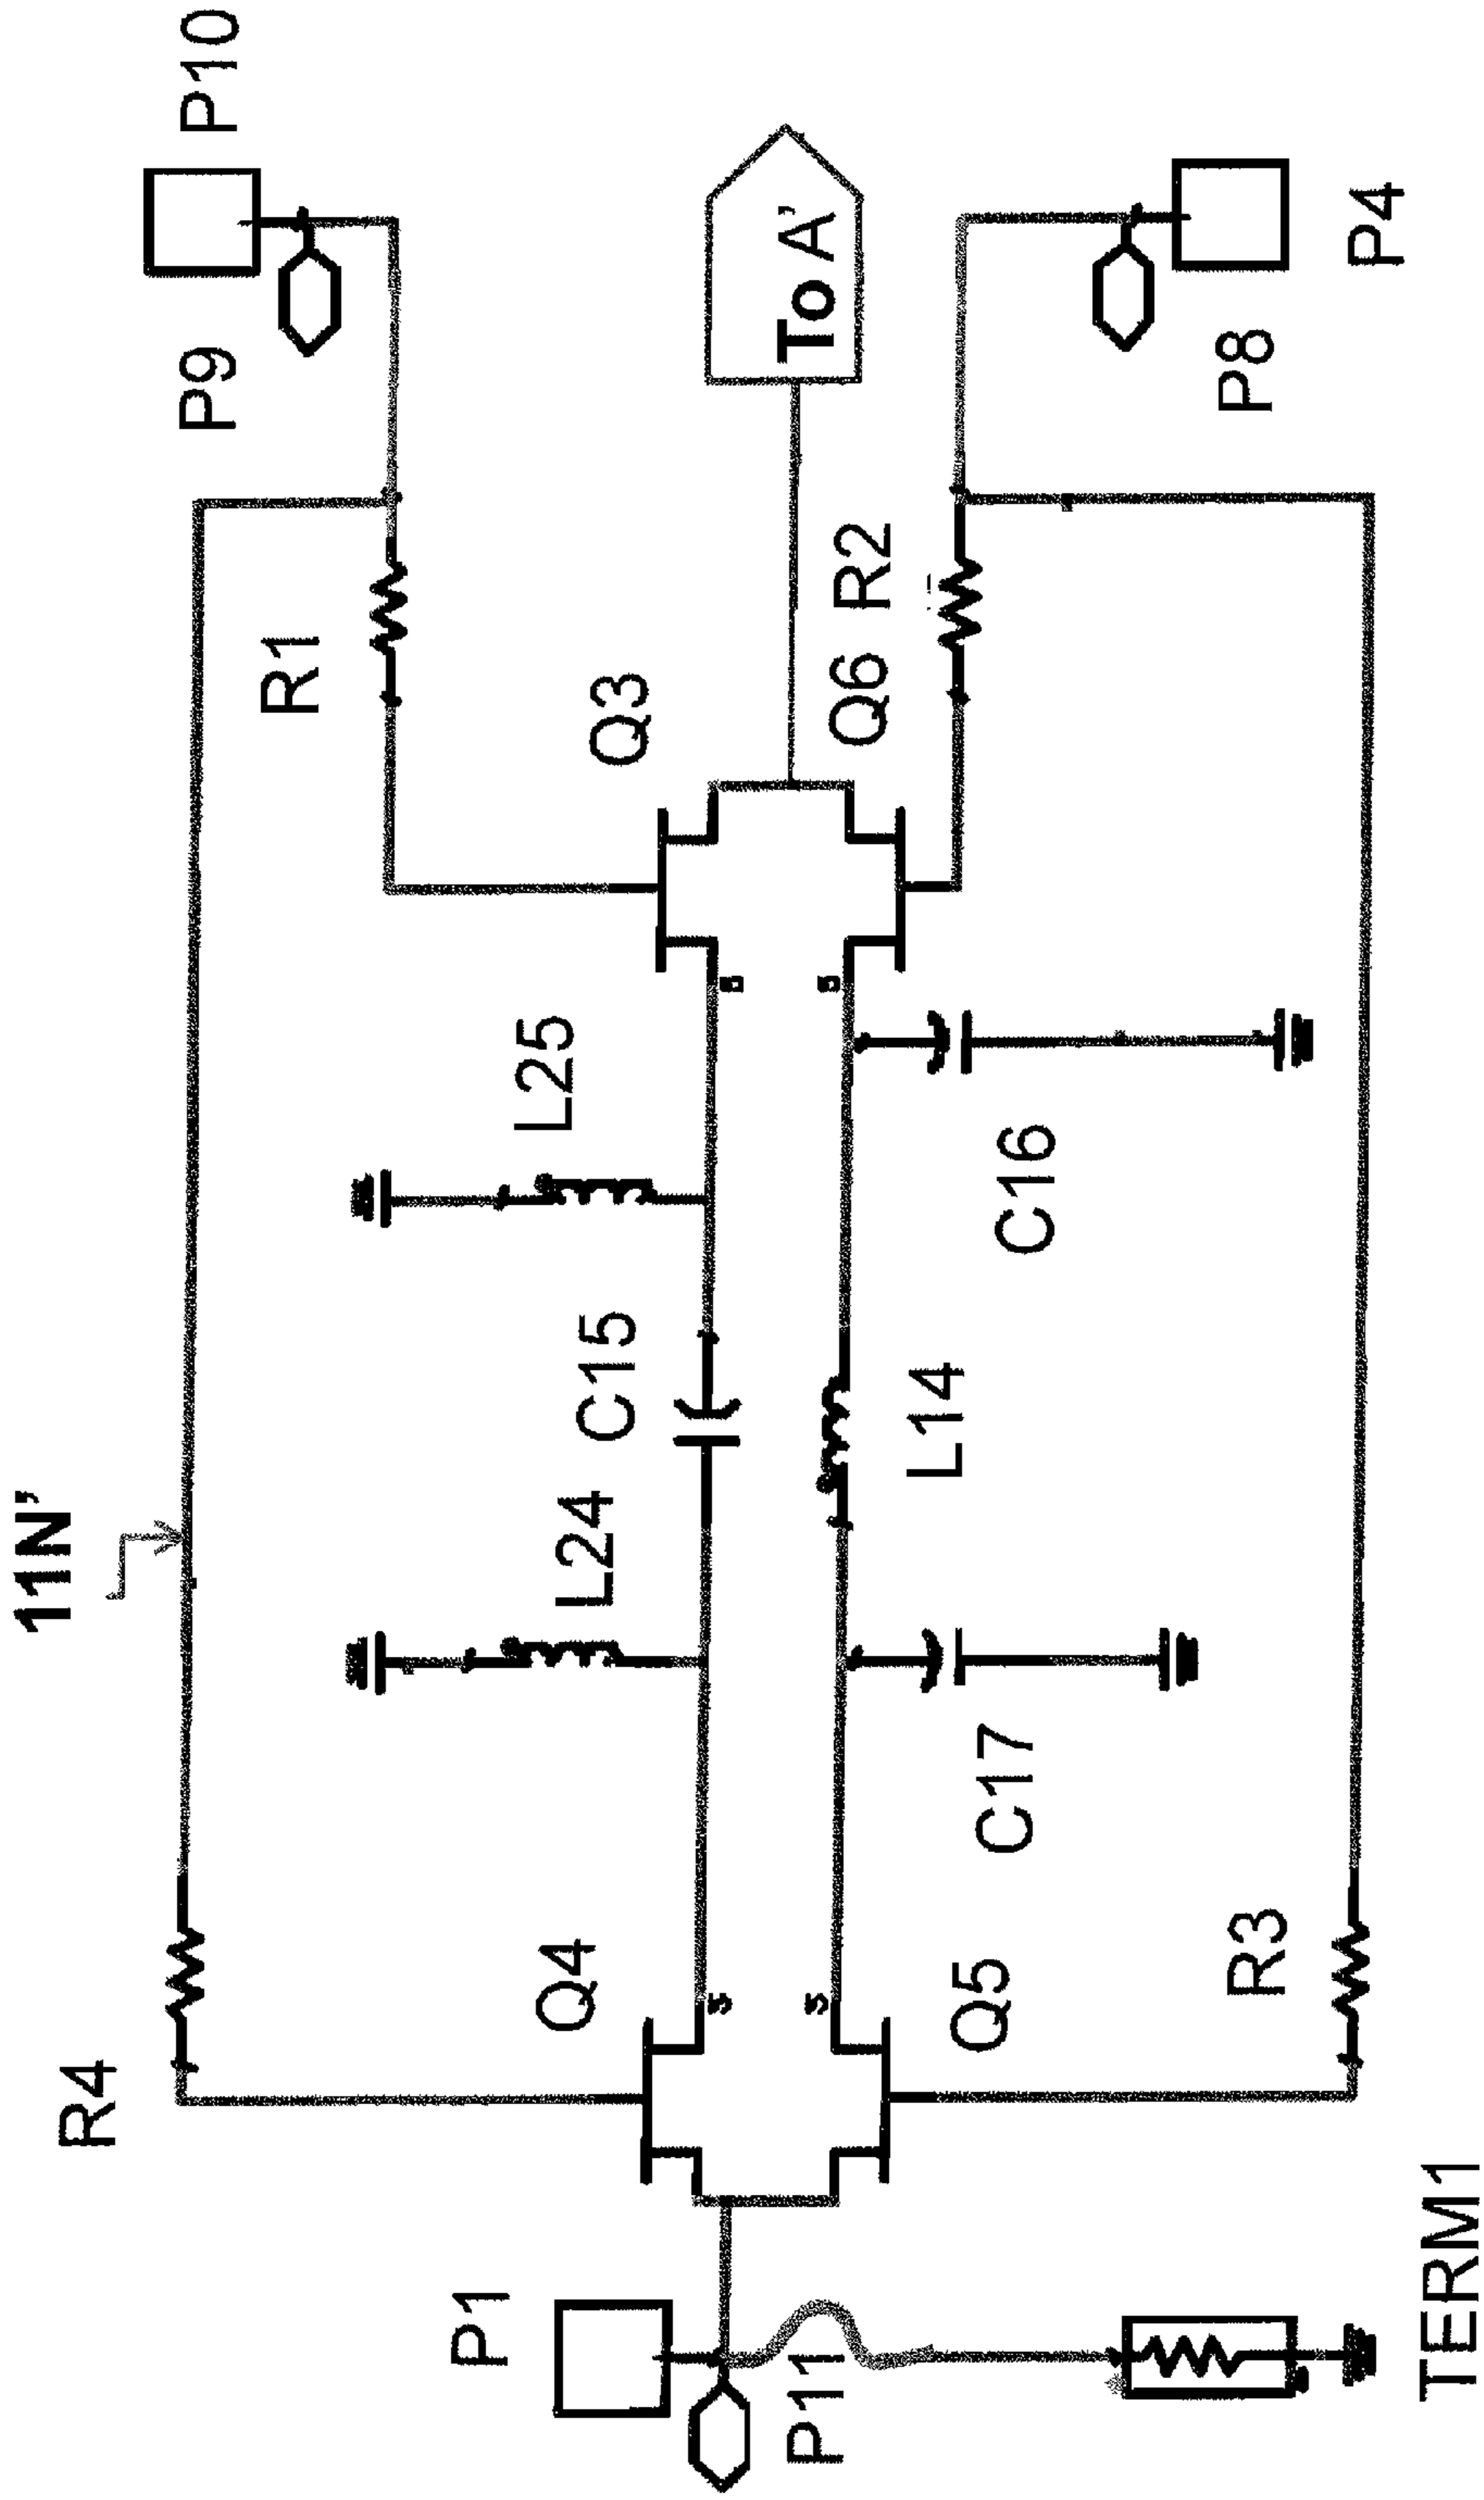 11N'
R4
R1
P9
P10
Q4
L24
C15
L25
Q3
P1
P11
To A'
Q5
C17
L14
C16
Q6
R2
P8
P4
R3
TERM1
s
s
s
s